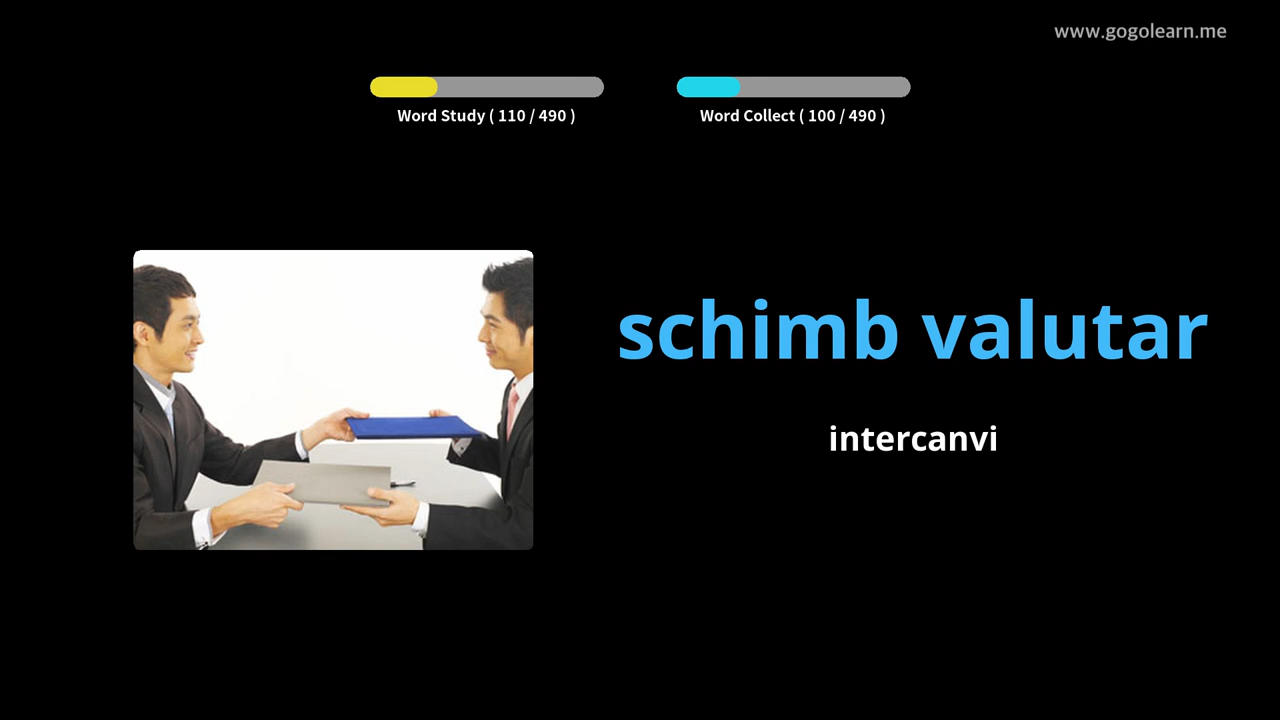 www.gogolearn.me
Word Study ( 110 / 490 )
Word Collect ( 100 / 490 )
schimb valutar
intercanvi